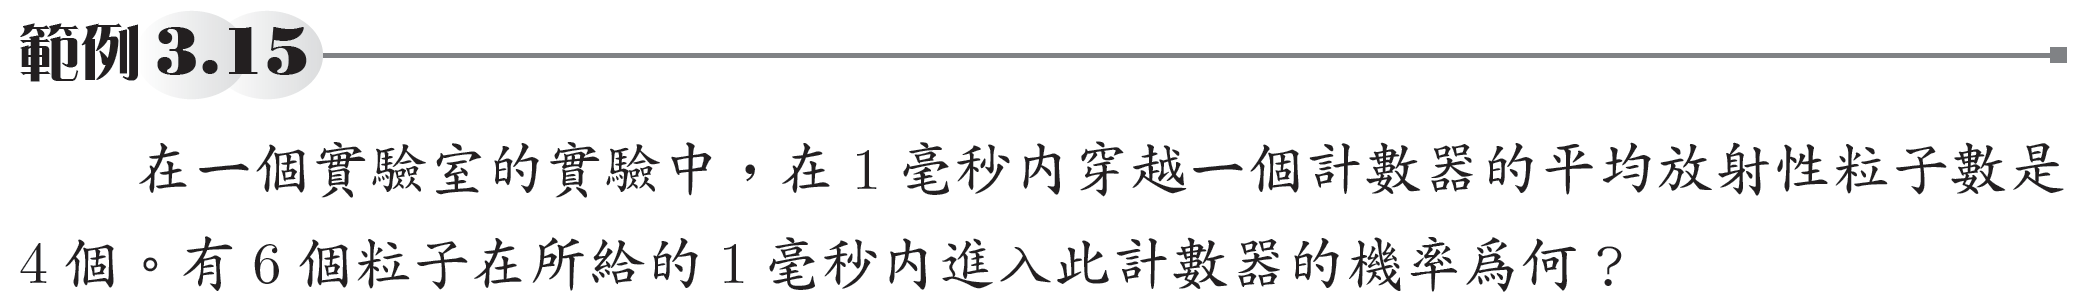 範例 3.15
在一個實驗室的實驗中，在 1 毫秒內穿越一個計數器的平均放射性粒子數是
4 個。有 6 個粒子在所給的 1 毫秒內進入此計數器的機率爲何？